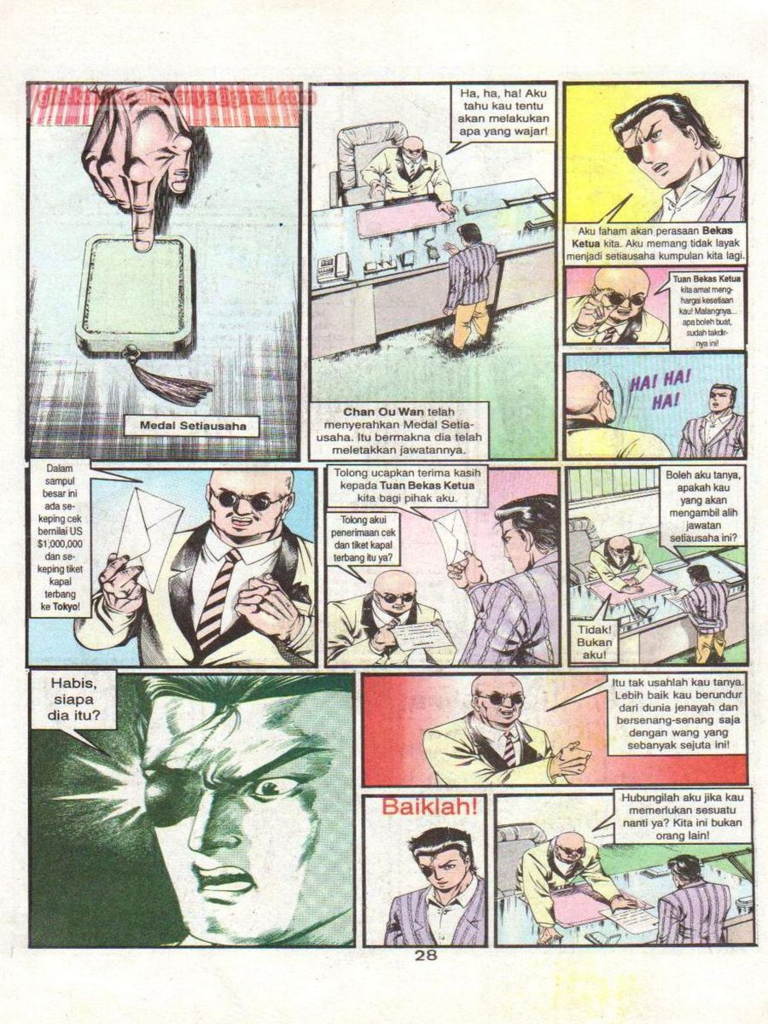 Medal Setiausaha
Ha, ha, ha! Aku
tahu kau tentu
akan melakukan
apa yang wajar!
Chan Ou Wan telah
menyerahkan Medal Setia-
usaha. Itu bermakna dia telah
meletakkan jawatannya.
Aku faham akan perasaan Bekas
Ketua kita. Aku memang tidak layak
menjadi setiausaha kumpulan kita lagi.
Tuan Bekas Ketua
kita amat meng-
hargai kesetiaan
kau! Malangnya...
apa boleh buat,
sudah takdir-
nya ini!
HA! HA!
HA!
Dalam
sampul
besar ini
ada se-
keping cek
bernilai US
$1,000,000
dan se-
keping tiket
kapal
terbang
ke Tokyo!
Tolong ucapkan terima kasih
kepada Tuan Bekas Ketua
kita bagi pihak aku.
Tolong akui
penerimaan cek
dan tiket kapal
terbang itu ya?
Boleh aku tanya,
apakah kau
yang akan
mengambil alih
jawatan
setiausaha ini?
Tidak!
Bukan
aku!
Habis,
siapa
dia itu?
Itu tak usahlah kau tanya.
Lebih baik kau berundur
dari dunia jenayah dan
bersenang-senang saja
dengan wang yang
sebanyak sejuta ini!
Baiklah!
Hubungilah aku jika kau
memerlukan sesuatu
nanti ya? Kita ini bukan
orang lain!
28